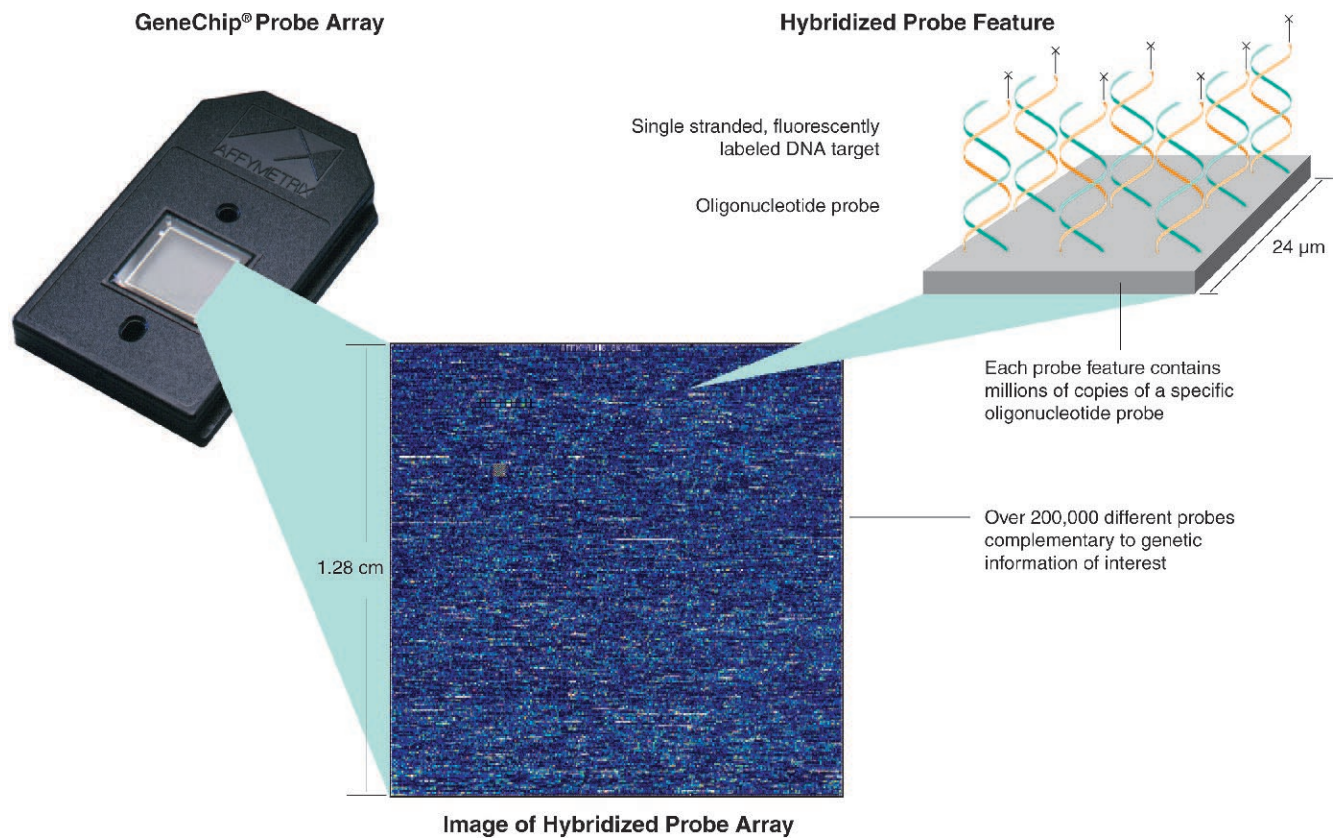 GeneChip® Probe Array
Hybridized Probe Feature
AFFYMETRIX
Single stranded, fluorescently
labeled DNA target
Oligonucleotide probe
24 μm
Each probe feature contains
millions of copies of a specific
oligonucleotide probe
1.28 cm
Over 200,000 different probes
complementary to genetic
information of interest
Image of Hybridized Probe Array